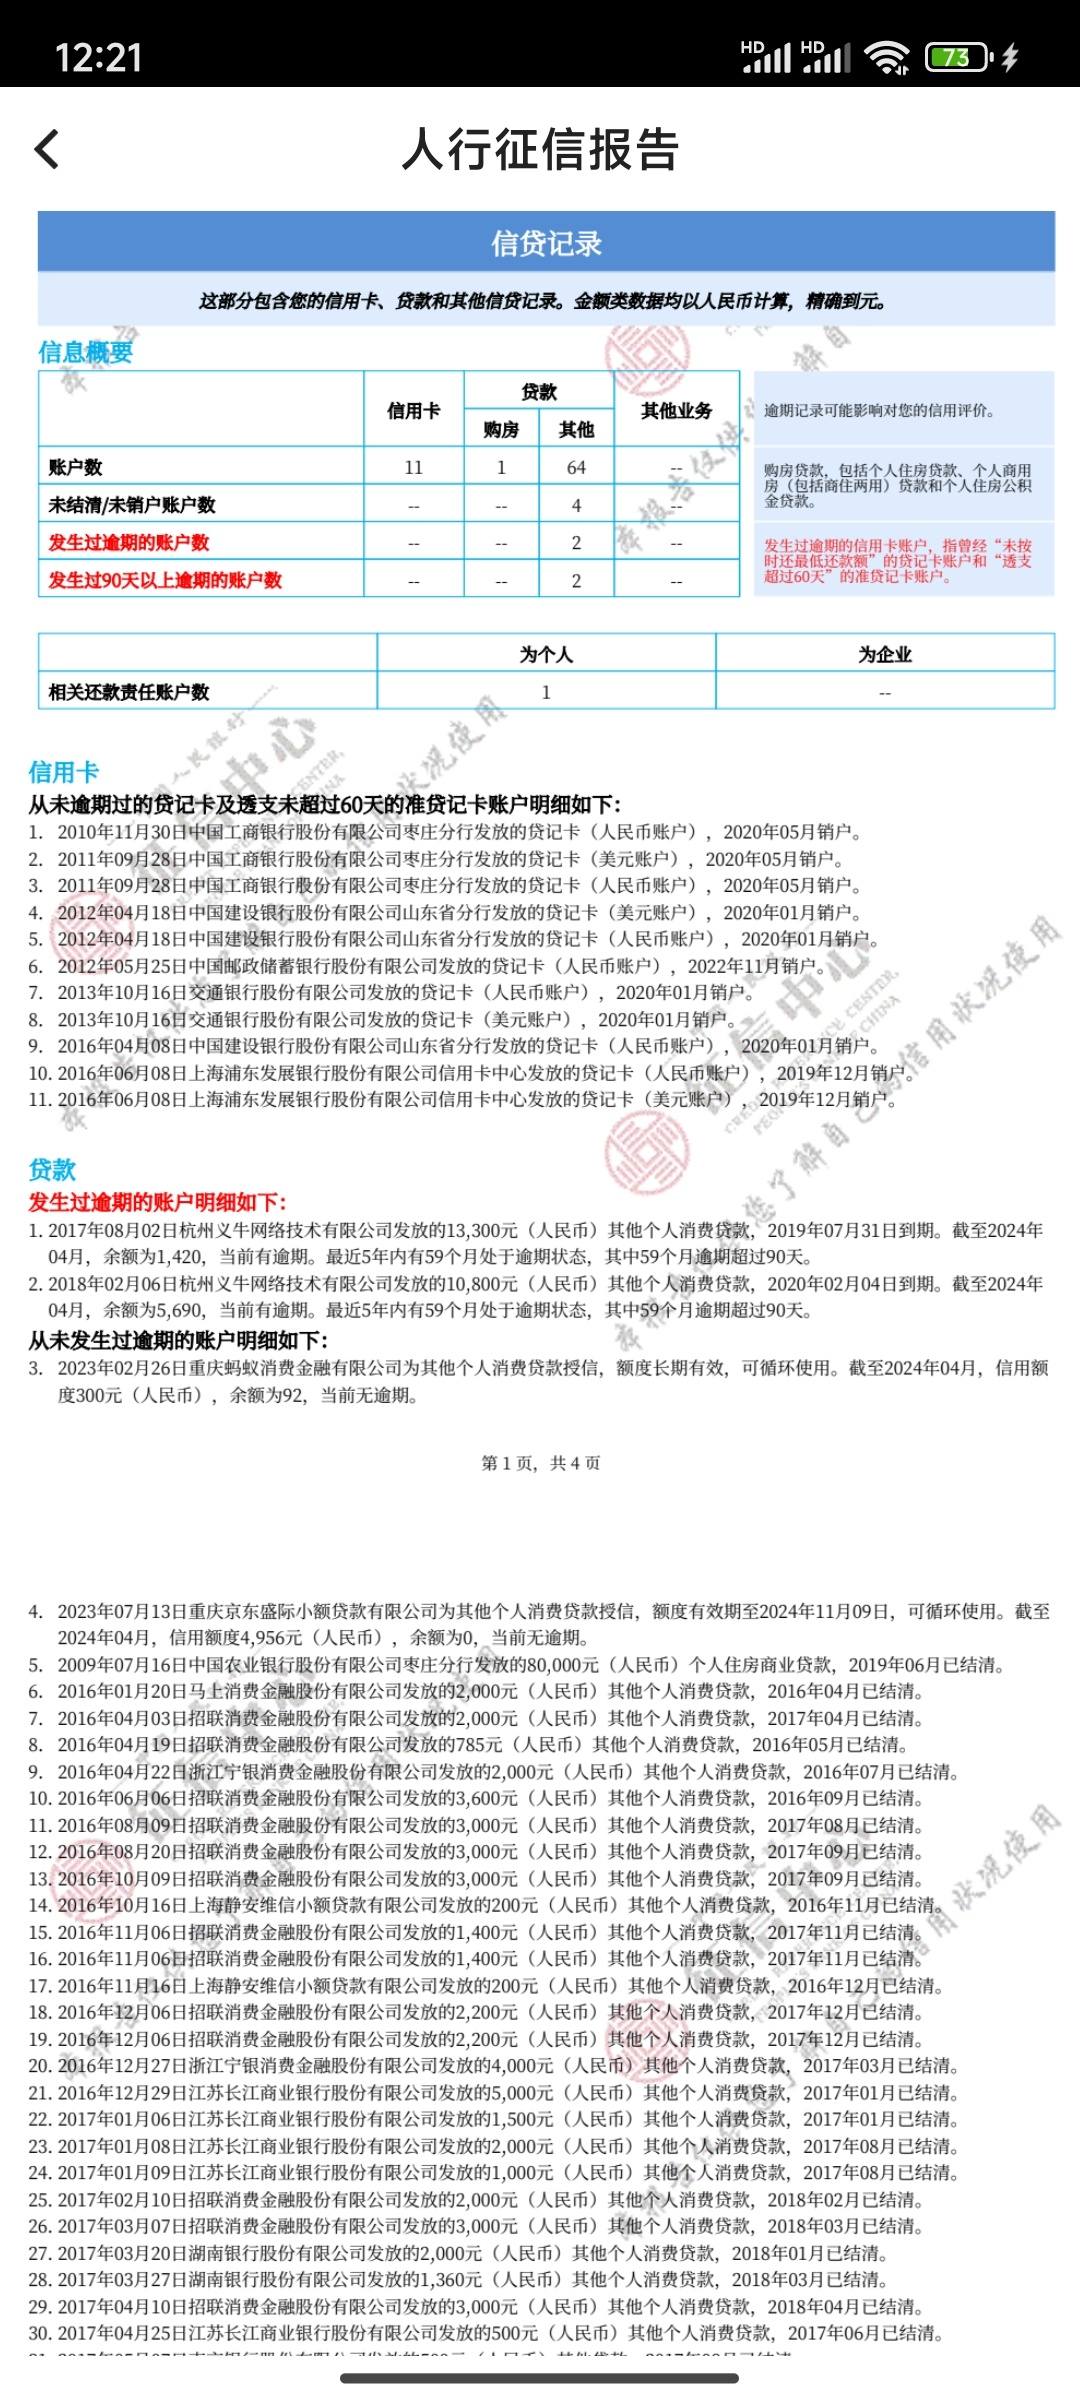 12:21
HD HD 73
人行征信报告
信贷记录
这部分包含您的信用卡、贷款和其他信贷记录。金额类数据均以人民币计算，精确到元。
信息概要
信用卡 贷款 其他业务
购房 其他
账户数 11 1 64 --
未结清/未销户账户数 -- -- 4 --
发生过逾期的账户数 -- -- 2 --
发生过90天以上逾期的账户数 -- -- 2 --
逾期记录可能影响对您的信用评价。
购房贷款，包括个人住房贷款、个人商用
房（包括商住两用）贷款和个人住房公积
金贷款。
发生过逾期的信用卡账户，指曾经“未按
时还最低还款额”的贷记卡账户和“透支
超过60天”的准贷记卡账户。
为个人 为企业
相关还款责任账户数 1 --
信用卡
从未逾期过的贷记卡及透支未超过60天的准贷记卡账户明细如下：
1. 2010年11月30日中国工商银行股份有限公司枣庄分行发放的贷记卡（人民币账户），2020年05月销户。
2. 2011年09月28日中国工商银行股份有限公司枣庄分行发放的贷记卡（美元账户），2020年05月销户。
3. 2011年09月28日中国工商银行股份有限公司枣庄分行发放的贷记卡（人民币账户），2020年05月销户。
4. 2012年04月18日中国建设银行股份有限公司山东省分行发放的贷记卡（美元账户），2020年01月销户。
5. 2012年04月18日中国建设银行股份有限公司山东省分行发放的贷记卡（人民币账户），2020年01月销户。
6. 2012年05月25日中国邮政储蓄银行股份有限公司发放的贷记卡（人民币账户），2022年11月销户。
7. 2013年10月16日交通银行股份有限公司发放的贷记卡（人民币账户），2020年01月销户。
8. 2013年10月16日交通银行股份有限公司发放的贷记卡（美元账户），2020年01月销户。
9. 2016年04月08日中国建设银行股份有限公司山东省分行发放的贷记卡（人民币账户），2020年01月销户。
10. 2016年06月08日上海浦东发展银行股份有限公司信用卡中心发放的贷记卡（人民币账户），2019年12月销户。
11. 2016年06月08日上海浦东发展银行股份有限公司信用卡中心发放的贷记卡（美元账户），2019年12月销户。
贷款
发生过逾期的账户明细如下：
1. 2017年08月02日杭州义牛网络技术有限公司发放的13,300元（人民币）其他个人消费贷款，2019年07月31日到期。截至2024年
04月，余额为1,420，当前有逾期。最近5年内有59个月处于逾期状态，其中59个月逾期超过90天。
2. 2018年02月06日杭州义牛网络技术有限公司发放的10,800元（人民币）其他个人消费贷款，2020年02月04日到期。截至2024年
04月，余额为5,690，当前有逾期。最近5年内有59个月处于逾期状态，其中59个月逾期超过90天。
从未发生过逾期的账户明细如下：
3. 2023年02月26日重庆蚂蚁消费金融有限公司为其他个人消费贷款授信，额度长期有效，可循环使用。截至2024年04月，信用额
度300元（人民币），余额为92，当前无逾期。
第 1 页，共 4 页
4. 2023年07月13日重庆京东盛际小额贷款有限公司为其他个人消费贷款授信，额度有效期至2024年11月09日，可循环使用。截至
2024年04月，信用额度4,956元（人民币），余额为0，当前无逾期。
5. 2009年07月16日中国农业银行股份有限公司枣庄分行发放的80,000元（人民币）个人住房商业贷款，2019年06月已结清。
6. 2016年01月20日马上消费金融股份有限公司发放的2,000元（人民币）其他个人消费贷款，2016年04月已结清。
7. 2016年04月03日招联消费金融股份有限公司发放的2,000元（人民币）其他个人消费贷款，2017年04月已结清。
8. 2016年04月19日招联消费金融股份有限公司发放的785元（人民币）其他个人消费贷款，2016年05月已结清。
9. 2016年04月22日浙江宁银消费金融股份有限公司发放的2,000元（人民币）其他个人消费贷款，2016年07月已结清。
10. 2016年06月06日招联消费金融股份有限公司发放的3,600元（人民币）其他个人消费贷款，2016年09月已结清。
11. 2016年08月09日招联消费金融股份有限公司发放的3,000元（人民币）其他个人消费贷款，2017年08月已结清。
12. 2016年08月20日招联消费金融股份有限公司发放的3,000元（人民币）其他个人消费贷款，2017年09月已结清。
13. 2016年10月09日招联消费金融股份有限公司发放的3,000元（人民币）其他个人消费贷款，2017年09月已结清。
14. 2016年10月16日上海静安维信小额贷款有限公司发放的200元（人民币）其他个人消费贷款，2016年11月已结清。
15. 2016年11月06日招联消费金融股份有限公司发放的1,400元（人民币）其他个人消费贷款，2017年11月已结清。
16. 2016年11月06日招联消费金融股份有限公司发放的1,400元（人民币）其他个人消费贷款，2017年11月已结清。
17. 2016年11月16日上海静安维信小额贷款有限公司发放的200元（人民币）其他个人消费贷款，2016年12月已结清。
18. 2016年12月06日招联消费金融股份有限公司发放的2,200元（人民币）其他个人消费贷款，2017年12月已结清。
19. 2016年12月06日招联消费金融股份有限公司发放的2,200元（人民币）其他个人消费贷款，2017年12月已结清。
20. 2016年12月27日浙江宁银消费金融股份有限公司发放的4,000元（人民币）其他个人消费贷款，2017年03月已结清。
21. 2016年12月29日江苏长江商业银行股份有限公司发放的5,000元（人民币）其他个人消费贷款，2017年01月已结清。
22. 2017年01月06日江苏长江商业银行股份有限公司发放的1,500元（人民币）其他个人消费贷款，2017年01月已结清。
23. 2017年01月08日江苏长江商业银行股份有限公司发放的2,000元（人民币）其他个人消费贷款，2017年08月已结清。
24. 2017年01月09日江苏长江商业银行股份有限公司发放的1,000元（人民币）其他个人消费贷款，2017年08月已结清。
25. 2017年02月10日招联消费金融股份有限公司发放的2,000元（人民币）其他个人消费贷款，2018年02月已结清。
26. 2017年03月07日招联消费金融股份有限公司发放的3,000元（人民币）其他个人消费贷款，2018年03月已结清。
27. 2017年03月20日湖南银行股份有限公司发放的2,000元（人民币）其他个人消费贷款，2018年01月已结清。
28. 2017年03月27日湖南银行股份有限公司发放的1,360元（人民币）其他个人消费贷款，2018年03月已结清。
29. 2017年04月10日招联消费金融股份有限公司发放的3,000元（人民币）其他个人消费贷款，2018年04月已结清。
30. 2017年04月25日江苏长江商业银行股份有限公司发放的500元（人民币）其他个人消费贷款，2017年06月已结清。